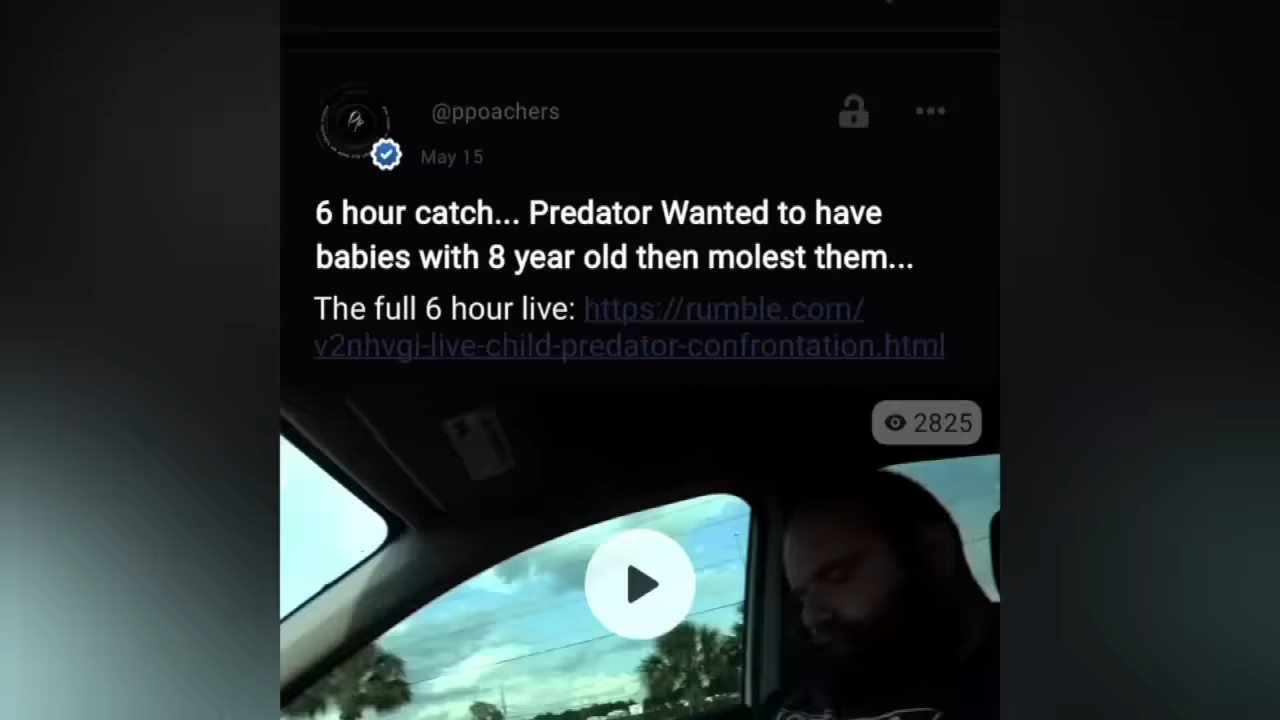 @ppoachers
May 15
6 hour catch... Predator Wanted to have
babies with 8 year old then molest them...
The full 6 hour live: https://rumble.com/
v2nhvgi-live-child-predator-confrontation.html
2825